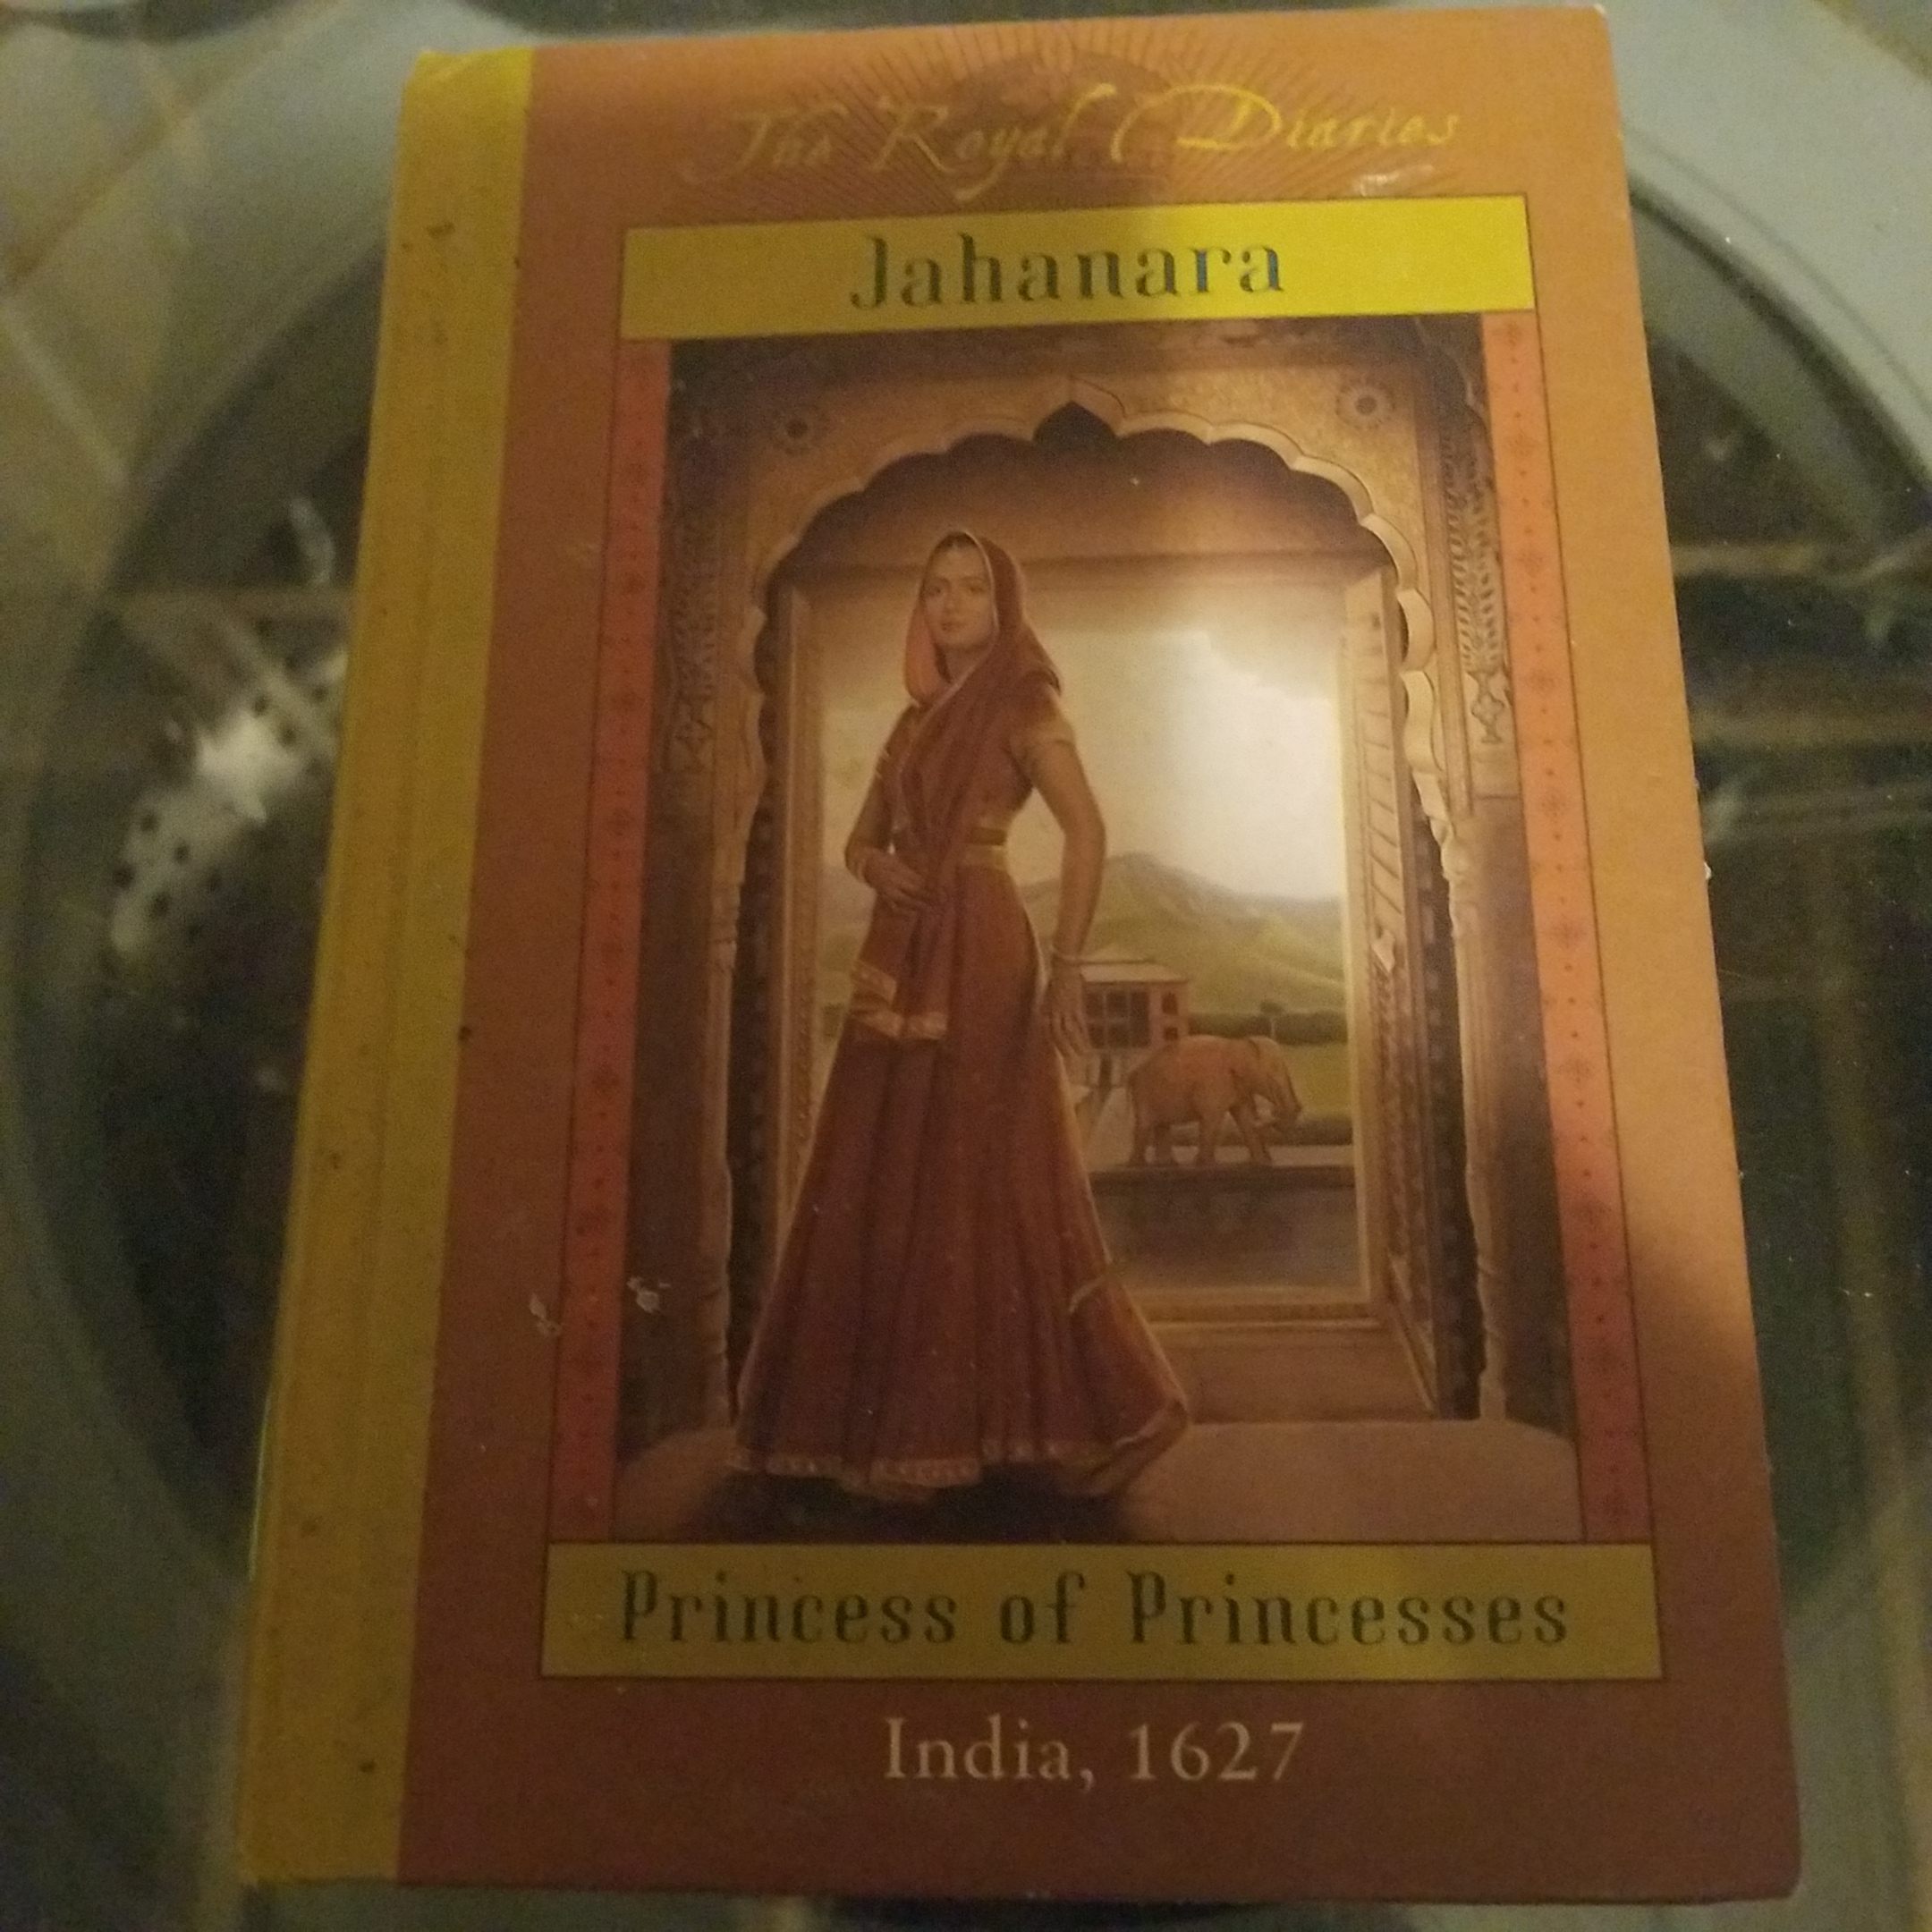 The Royal Diaries
Jahanara
Princess of Princesses
India, 1627